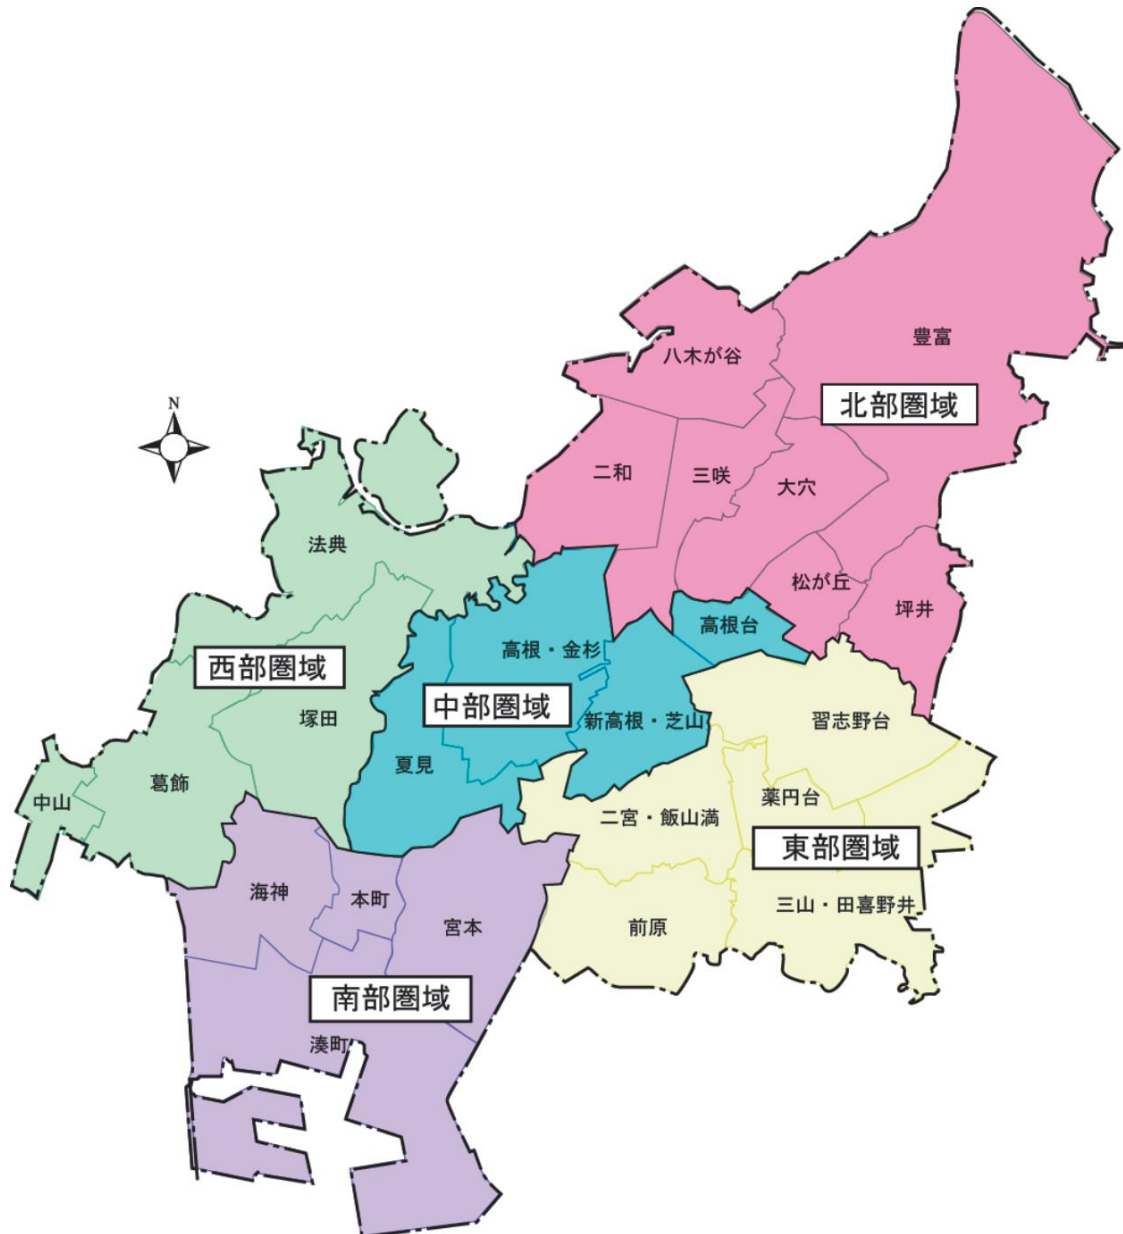 豊富
八木が谷
北部圏域
N
二和
三咲
大穴
法典
松が丘
坪井
高根台
高根・金杉
西部圏域
中部圏域
塚田
新高根・芝山
習志野台
夏見
葛飾
中山
薬円台
二宮・飯山満
東部圏域
海神
本町
三山・田喜野井
宮本
前原
南部圏域
湊町